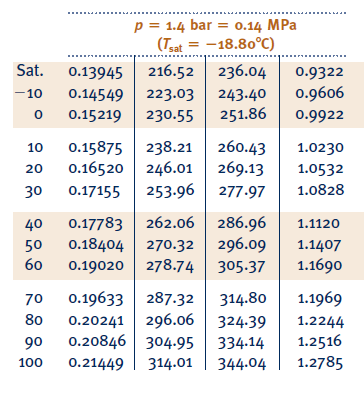 p = 1.4 bar = 0.14 MPa
(Tsat = −18.80°C)
Sat. 0.13945 216.52 236.04 0.9322
−10 0.14549 223.03 243.40 0.9606
0 0.15219 230.55 251.86 0.9922
10 0.15875 238.21 260.43 1.0230
20 0.16520 246.01 269.13 1.0532
30 0.17155 253.96 277.97 1.0828
40 0.17783 262.06 286.96 1.1120
50 0.18404 270.32 296.09 1.1407
60 0.19020 278.74 305.37 1.1690
70 0.19633 287.32 314.80 1.1969
80 0.20241 296.06 324.39 1.2244
90 0.20846 304.95 334.14 1.2516
100 0.21449 314.01 344.04 1.2785